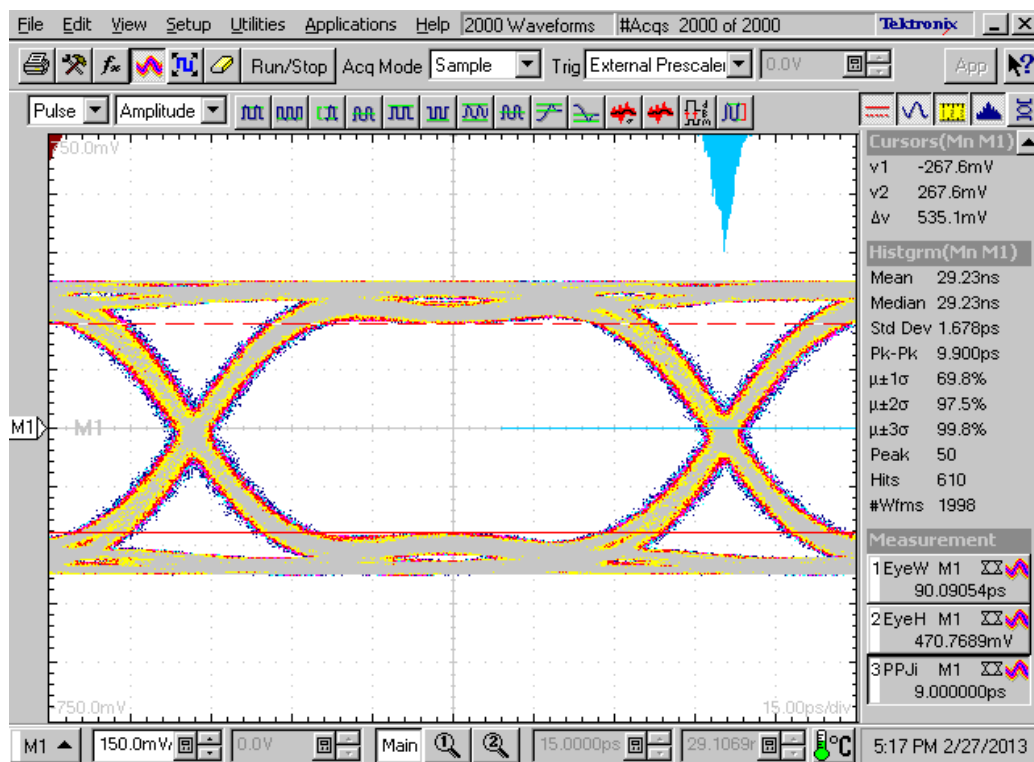 File Edit View Setup Utilities Applications Help 2000 Waveforms #Acqs 2000 of 2000 Tektronix
Run/Stop Acq Mode Sample Trig External Prescaler 0.0V App
Pulse Amplitude
50.0mV
M1
M1
-750.0mV
15.00ps/div
Cursors(Mn M1)
v1 -267.6mV
v2 267.6mV
Δv 535.1mV
Histgrm(Mn M1)
Mean 29.23ns
Median 29.23ns
Std Dev 1.678ps
Pk-Pk 9.900ps
µ±1σ 69.8%
µ±2σ 97.5%
µ±3σ 99.8%
Peak 50
Hits 610
#Wfms 1998
Measurement
1 EyeW M1
90.09054ps
2 EyeH M1
470.7689mV
3 PPJi M1
9.000000ps
M1 150.0mV/ 0.0V Main 1 2 15.0000ps 29.1069r °C 5:17 PM 2/27/2013